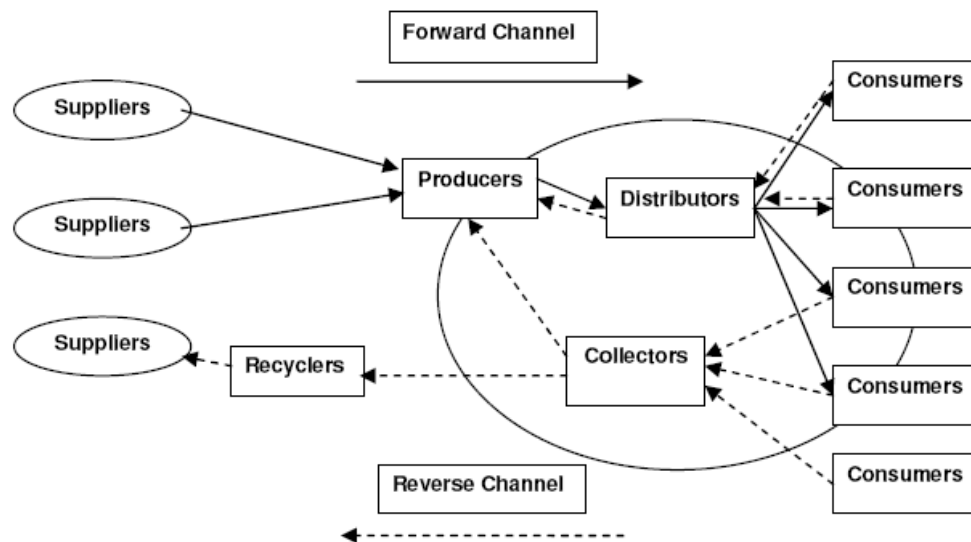 Forward Channel
Consumers
Suppliers
Producers
Consumers
Distributors
Suppliers
Consumers
Suppliers
Recyclers
Collectors
Consumers
Reverse Channel
Consumers